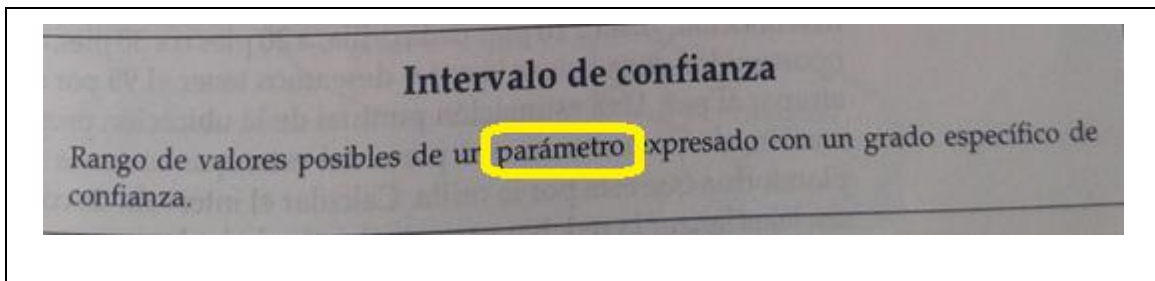 Intervalo de confianza
Rango de valores posibles de un parámetro expresado con un grado específico de
confianza.